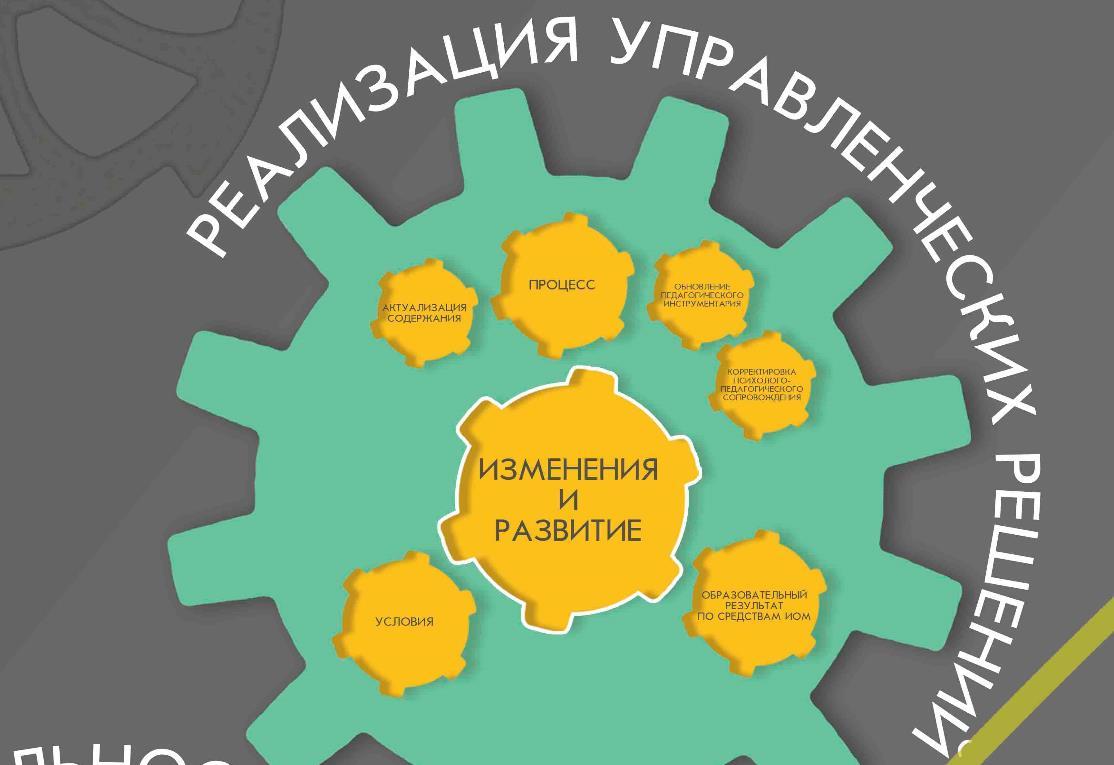 РЕАЛИЗАЦИЯ УПРАВЛЕНЧЕСКИХ РЕШЕНИЙ
ПРОЦЕСС
АКТУАЛИЗАЦИЯ
СОДЕРЖАНИЯ
ОБНОВЛЕНИЕ
ПЕДАГОГИЧЕСКОГО
ИНСТРУМЕНТАРИЯ
КОРРЕКТИРОВКА
ПСИХОЛОГО-
ПЕДАГОГИЧЕСКОГО
СОПРОВОЖДЕНИЯ
ИЗМЕНЕНИЯ
И
РАЗВИТИЕ
УСЛОВИЯ
ОБРАЗОВАТЕЛЬНЫЙ
РЕЗУЛЬТАТ
ПО СРЕДСТВАМ ИОМ